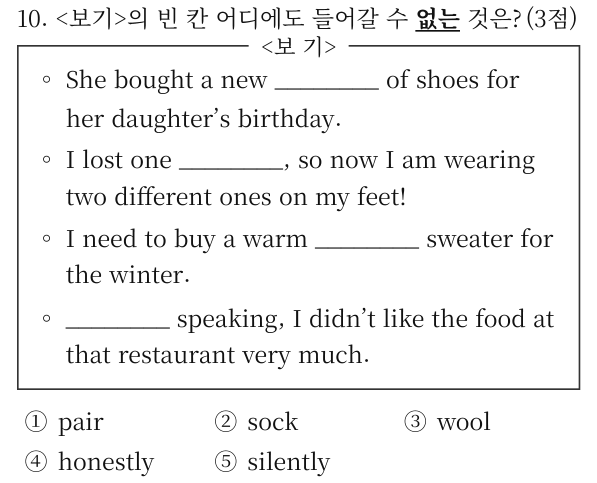 10. <보기>의 빈 칸 어디에도 들어갈 수 없는 것은? (3점)
<보 기>
◦ She bought a new ________ of shoes for
her daughter’s birthday.
◦ I lost one ________, so now I am wearing
two different ones on my feet!
◦ I need to buy a warm ________ sweater for
the winter.
◦ ________ speaking, I didn’t like the food at
that restaurant very much.
① pair ② sock ③ wool
④ honestly ⑤ silently